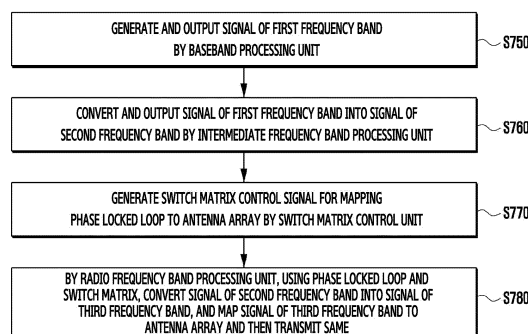 GENERATE AND OUTPUT SIGNAL OF FIRST FREQUENCY BAND
BY BASEBAND PROCESSING UNIT
S750
CONVERT AND OUTPUT SIGNAL OF FIRST FREQUENCY BAND INTO SIGNAL OF
SECOND FREQUENCY BAND BY INTERMEDIATE FREQUENCY BAND PROCESSING UNIT
S760
GENERATE SWITCH MATRIX CONTROL SIGNAL FOR MAPPING
PHASE LOCKED LOOP TO ANTENNA ARRAY BY SWITCH MATRIX CONTROL UNIT
S770
BY RADIO FREQUENCY BAND PROCESSING UNIT, USING PHASE LOCKED LOOP AND
SWITCH MATRIX, CONVERT SIGNAL OF SECOND FREQUENCY BAND INTO SIGNAL OF
THIRD FREQUENCY BAND, AND MAP SIGNAL OF THIRD FREQUENCY BAND TO
ANTENNA ARRAY AND THEN TRANSMIT SAME
S780